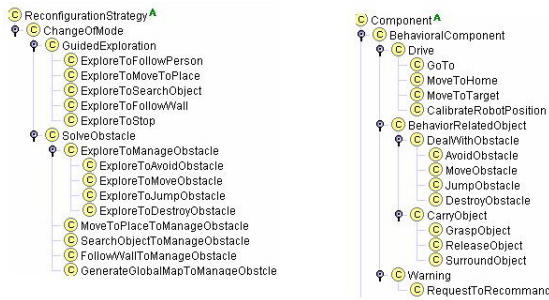 ReconfigurationStrategy A
C ChangeOfMode
C GuidedExploration
C ExploreToFollowPerson
C ExploreToMoveToPlace
C ExploreToSearchObject
C ExploreToFollowWall
C ExploreToStop
C SolveObstacle
C ExploreToManageObstacle
C ExploreToAvoidObstacle
C ExploreToMoveObstacle
C ExploreToJumpObstacle
C ExploreToDestroyObstacle
C MoveToPlaceToManageObstacle
C SearchObjectToManageObstacle
C FollowWallToManageObstacle
C GenerateGlobalMapToManageObstcle
C Component A
C BehavioralComponent
C Drive
C GoTo
C MoveToHome
C MoveToTarget
C CalibrateRobotPosition
C BehaviorRelatedObject
C DealWithObstacle
C AvoidObstacle
C MoveObstacle
C JumpObstacle
C DestroyObstacle
C CarryObject
C GraspObject
C ReleaseObject
C SurroundObject
C Warning
C RequestToRecommand